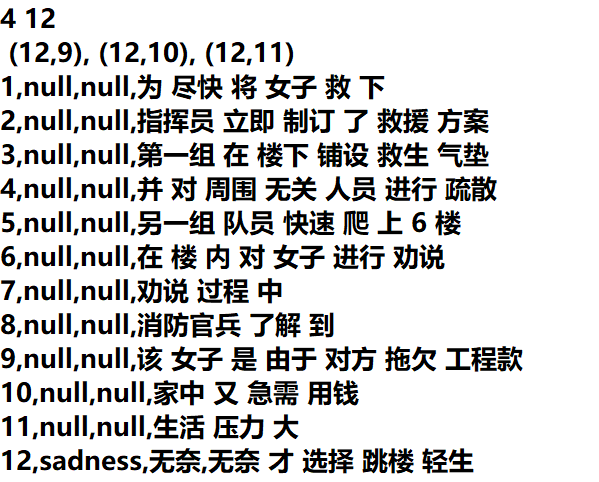 4 12
(12,9), (12,10), (12,11)
1,null,null,为 尽快 将 女子 救 下
2,null,null,指挥员 立即 制订 了 救援 方案
3,null,null,第一组 在 楼下 铺设 救生 气垫
4,null,null,并 对 周围 无关 人员 进行 疏散
5,null,null,另一组 队员 快速 爬 上 6 楼
6,null,null,在 楼 内 对 女子 进行 劝说
7,null,null,劝说 过程 中
8,null,null,消防官兵 了解 到
9,null,null,该 女子 是 由于 对方 拖欠 工程款
10,null,null,家中 又 急需 用钱
11,null,null,生活 压力 大
12,sadness,无奈,无奈 才 选择 跳楼 轻生